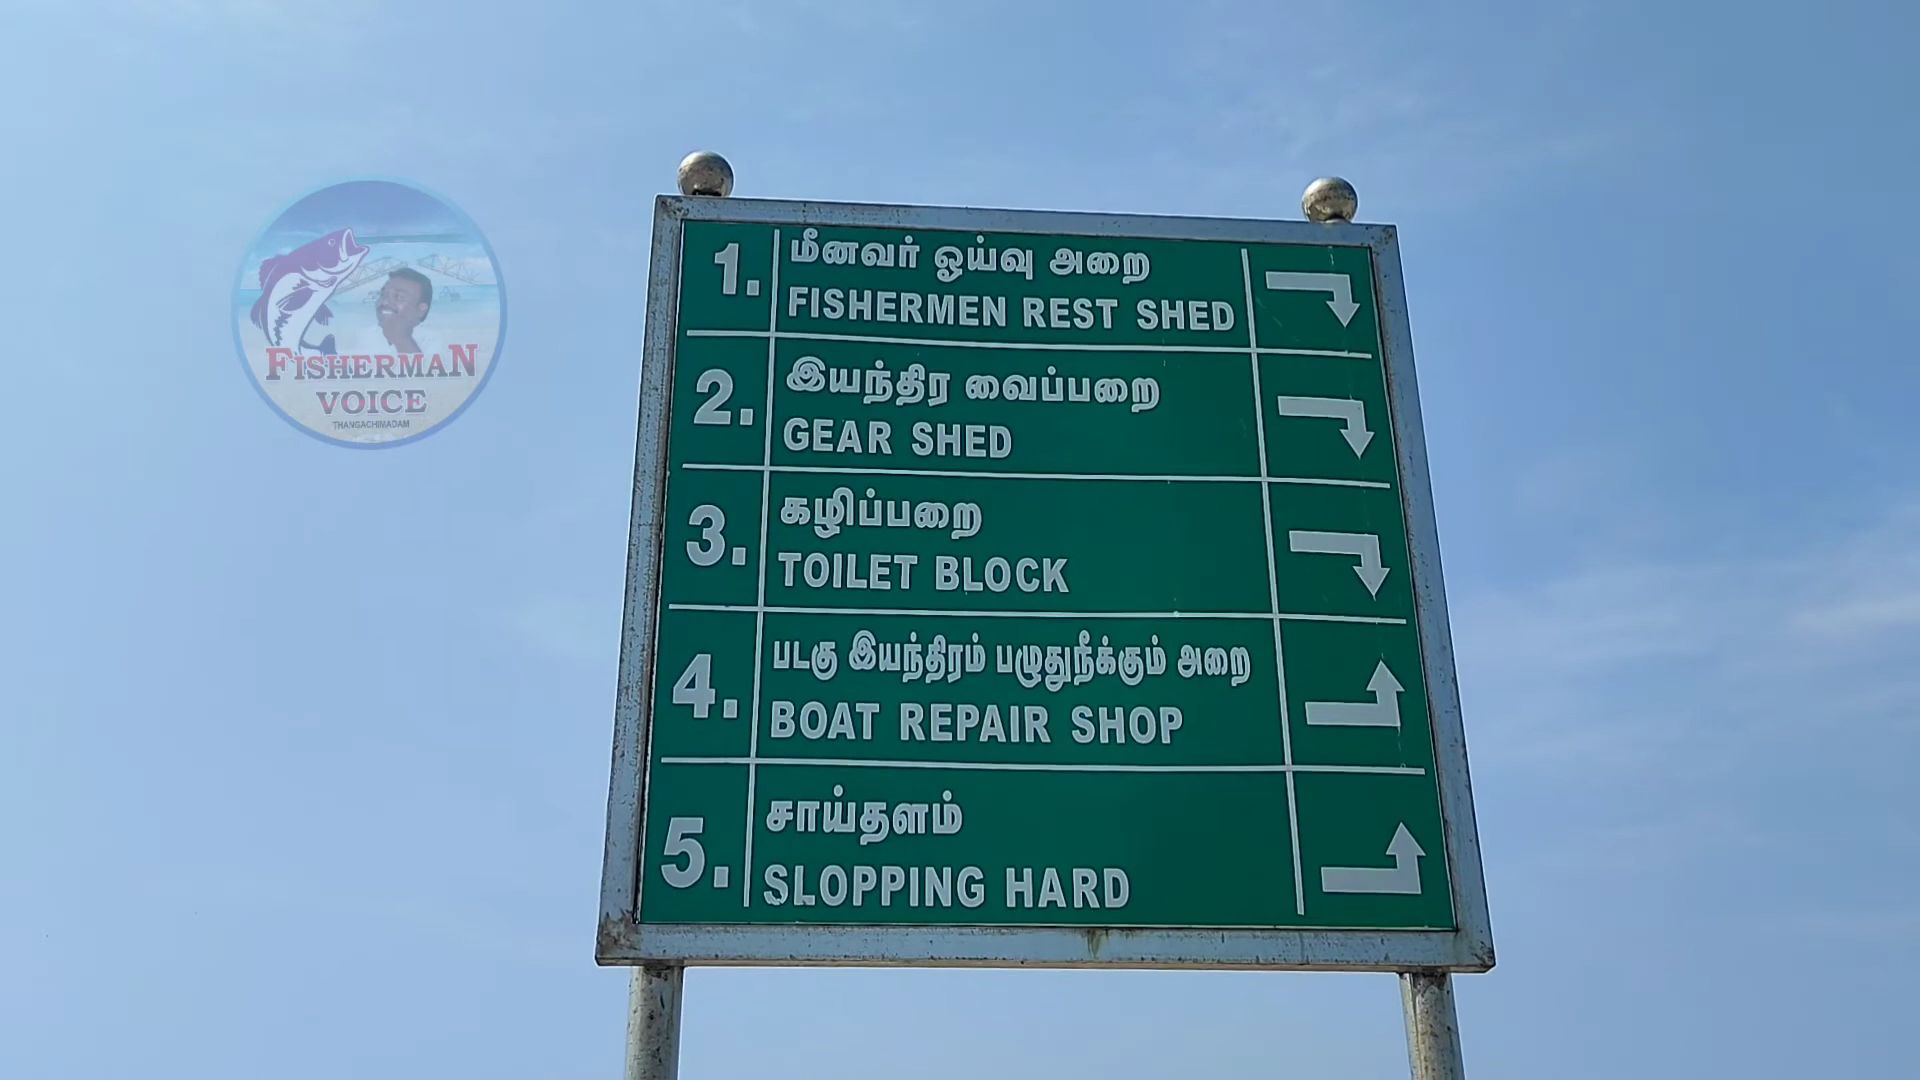 FISHERMAN
VOICE
THANGACHIMADAM
1. மீனவர் ஓய்வு அறை
FISHERMEN REST SHED
2. இயந்திர வைப்பறை
GEAR SHED
3. கழிப்பறை
TOILET BLOCK
4. படகு இயந்திரம் பழுதுநீக்கும் அறை
BOAT REPAIR SHOP
5. சாய்தளம்
SLOPPING HARD